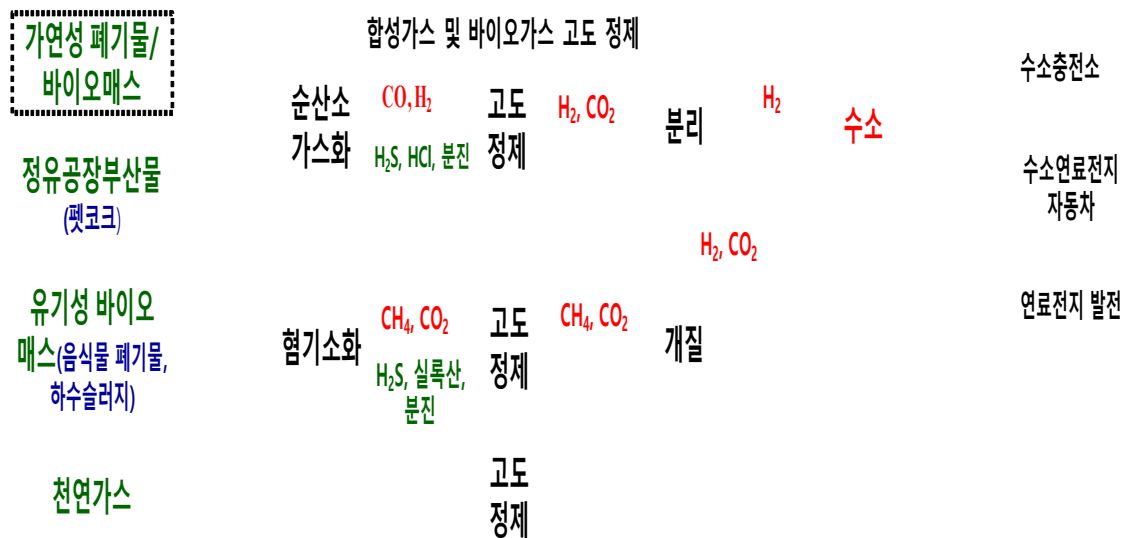 합성가스 및 바이오가스 고도 정제
가연성 폐기물/
바이오매스
정유공장부산물
(펫코크)
유기성 바이오
매스(음식물 폐기물,
하수슬러지)
천연가스
순산소
가스화
CO, H₂
H₂S, HCl, 분진
고도
정제
H₂, CO₂
분리
H₂
수소
H₂, CO₂
혐기소화
CH₄, CO₂
H₂S, 실록산,
분진
고도
정제
CH₄, CO₂
개질
고도
정제
수소충전소
수소연료전지
자동차
연료전지 발전